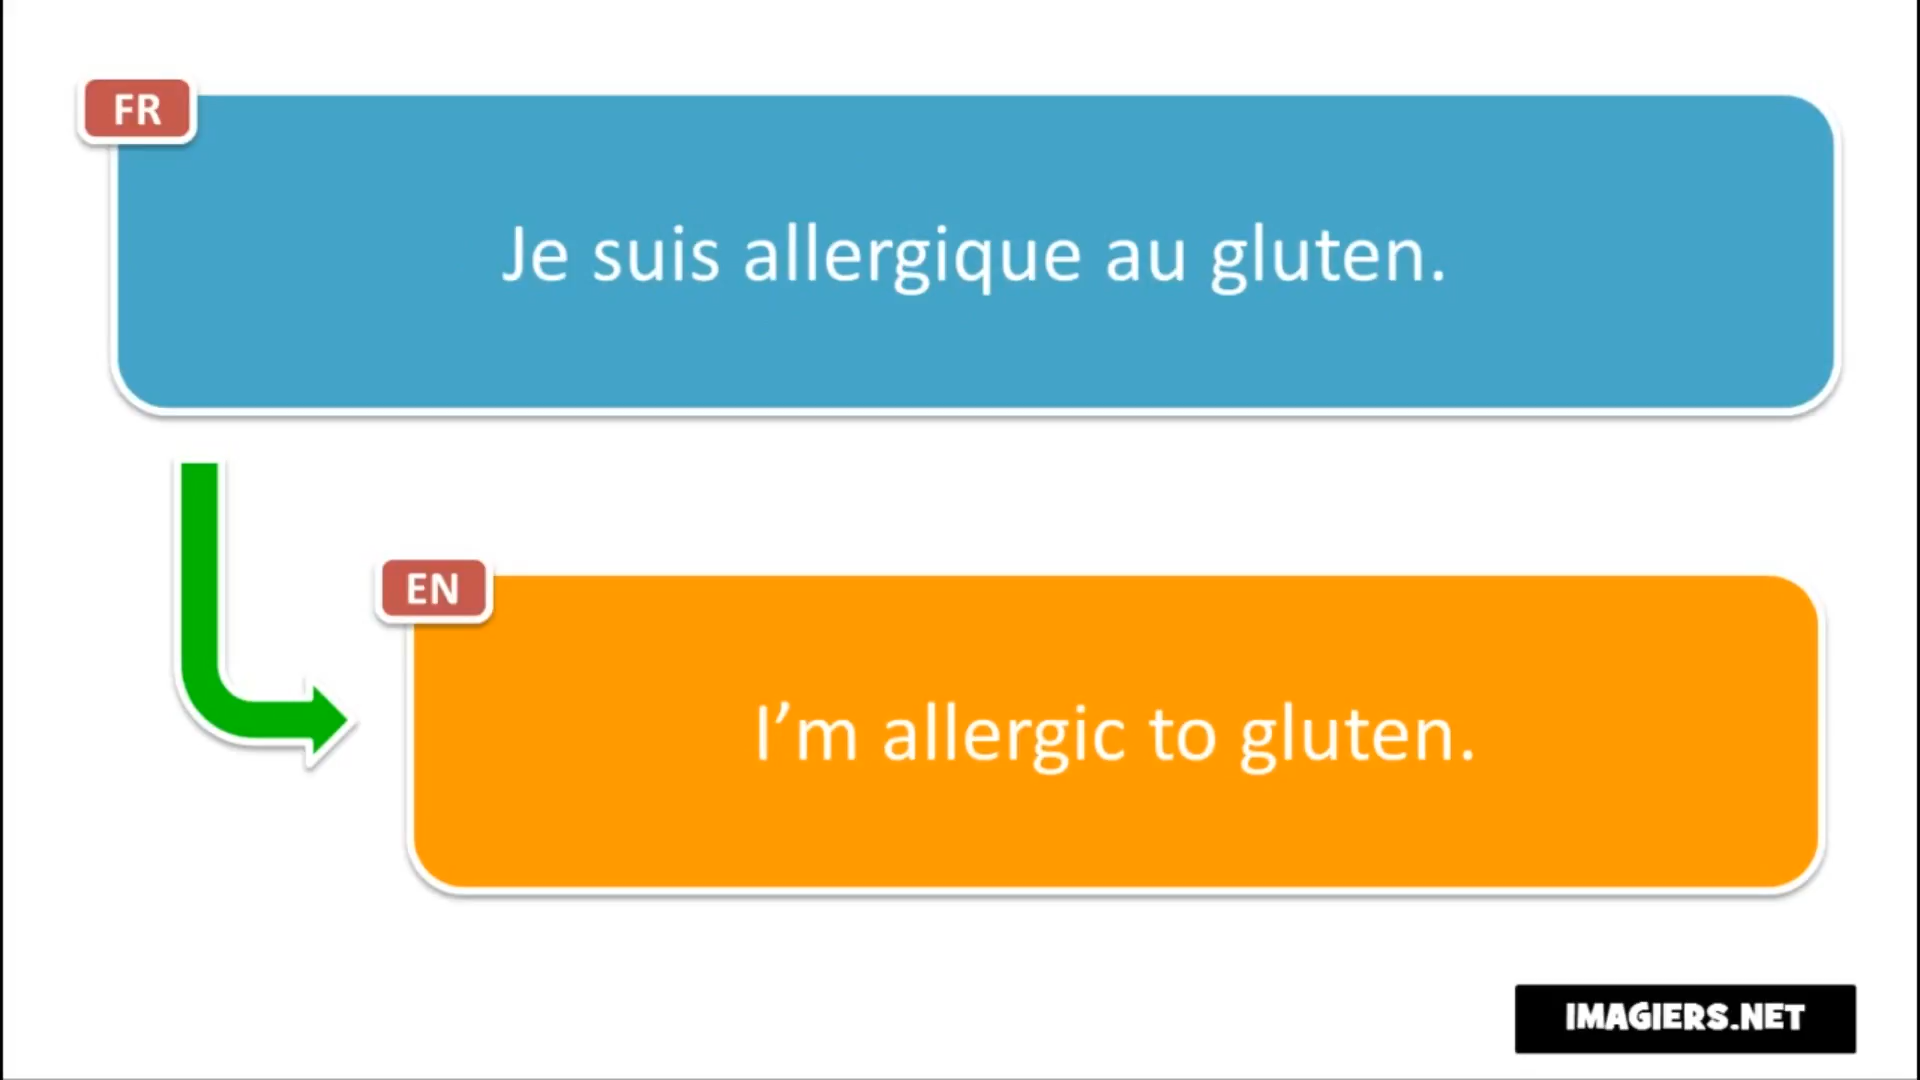 FR
Je suis allergique au gluten.
EN
I’m allergic to gluten.
IMAGIERS.NET